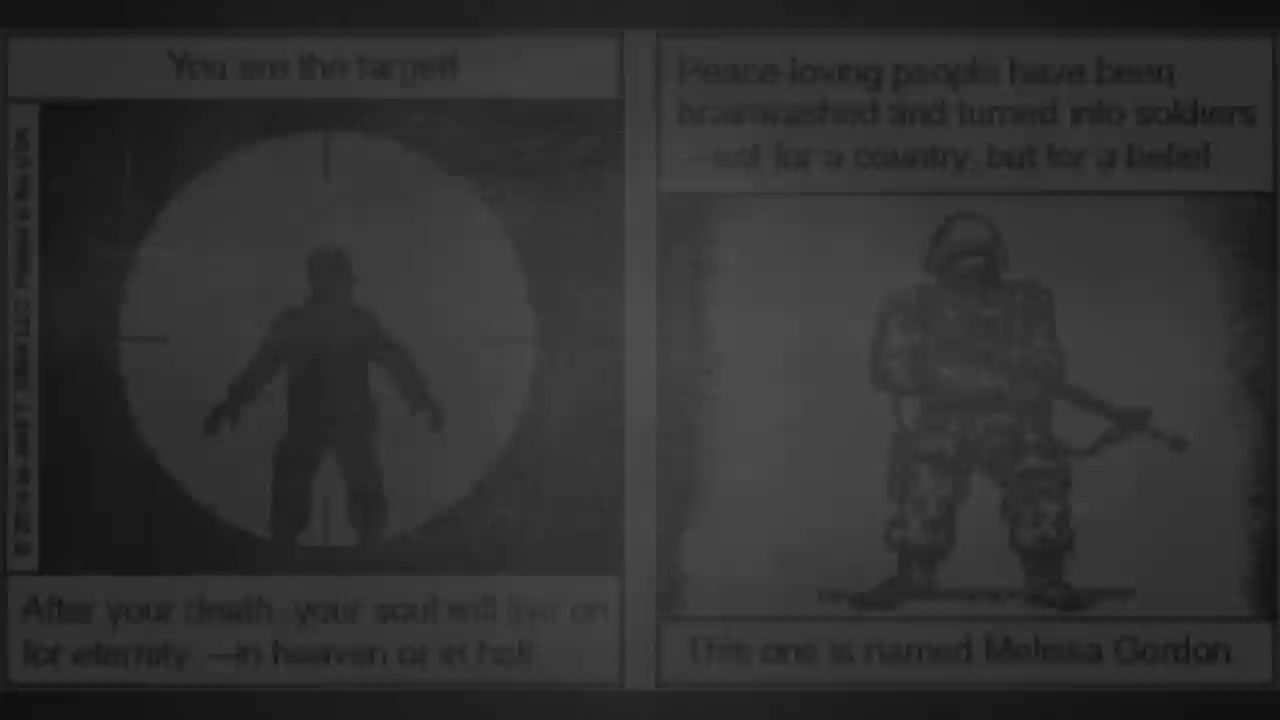 You are the target!
After your death, your soul will live on
for eternity —in heaven or in hell.
Peace-loving people have been
brainwashed and turned into soldiers
—not for a country, but for a belief.
This one is named Melissa Gordon.